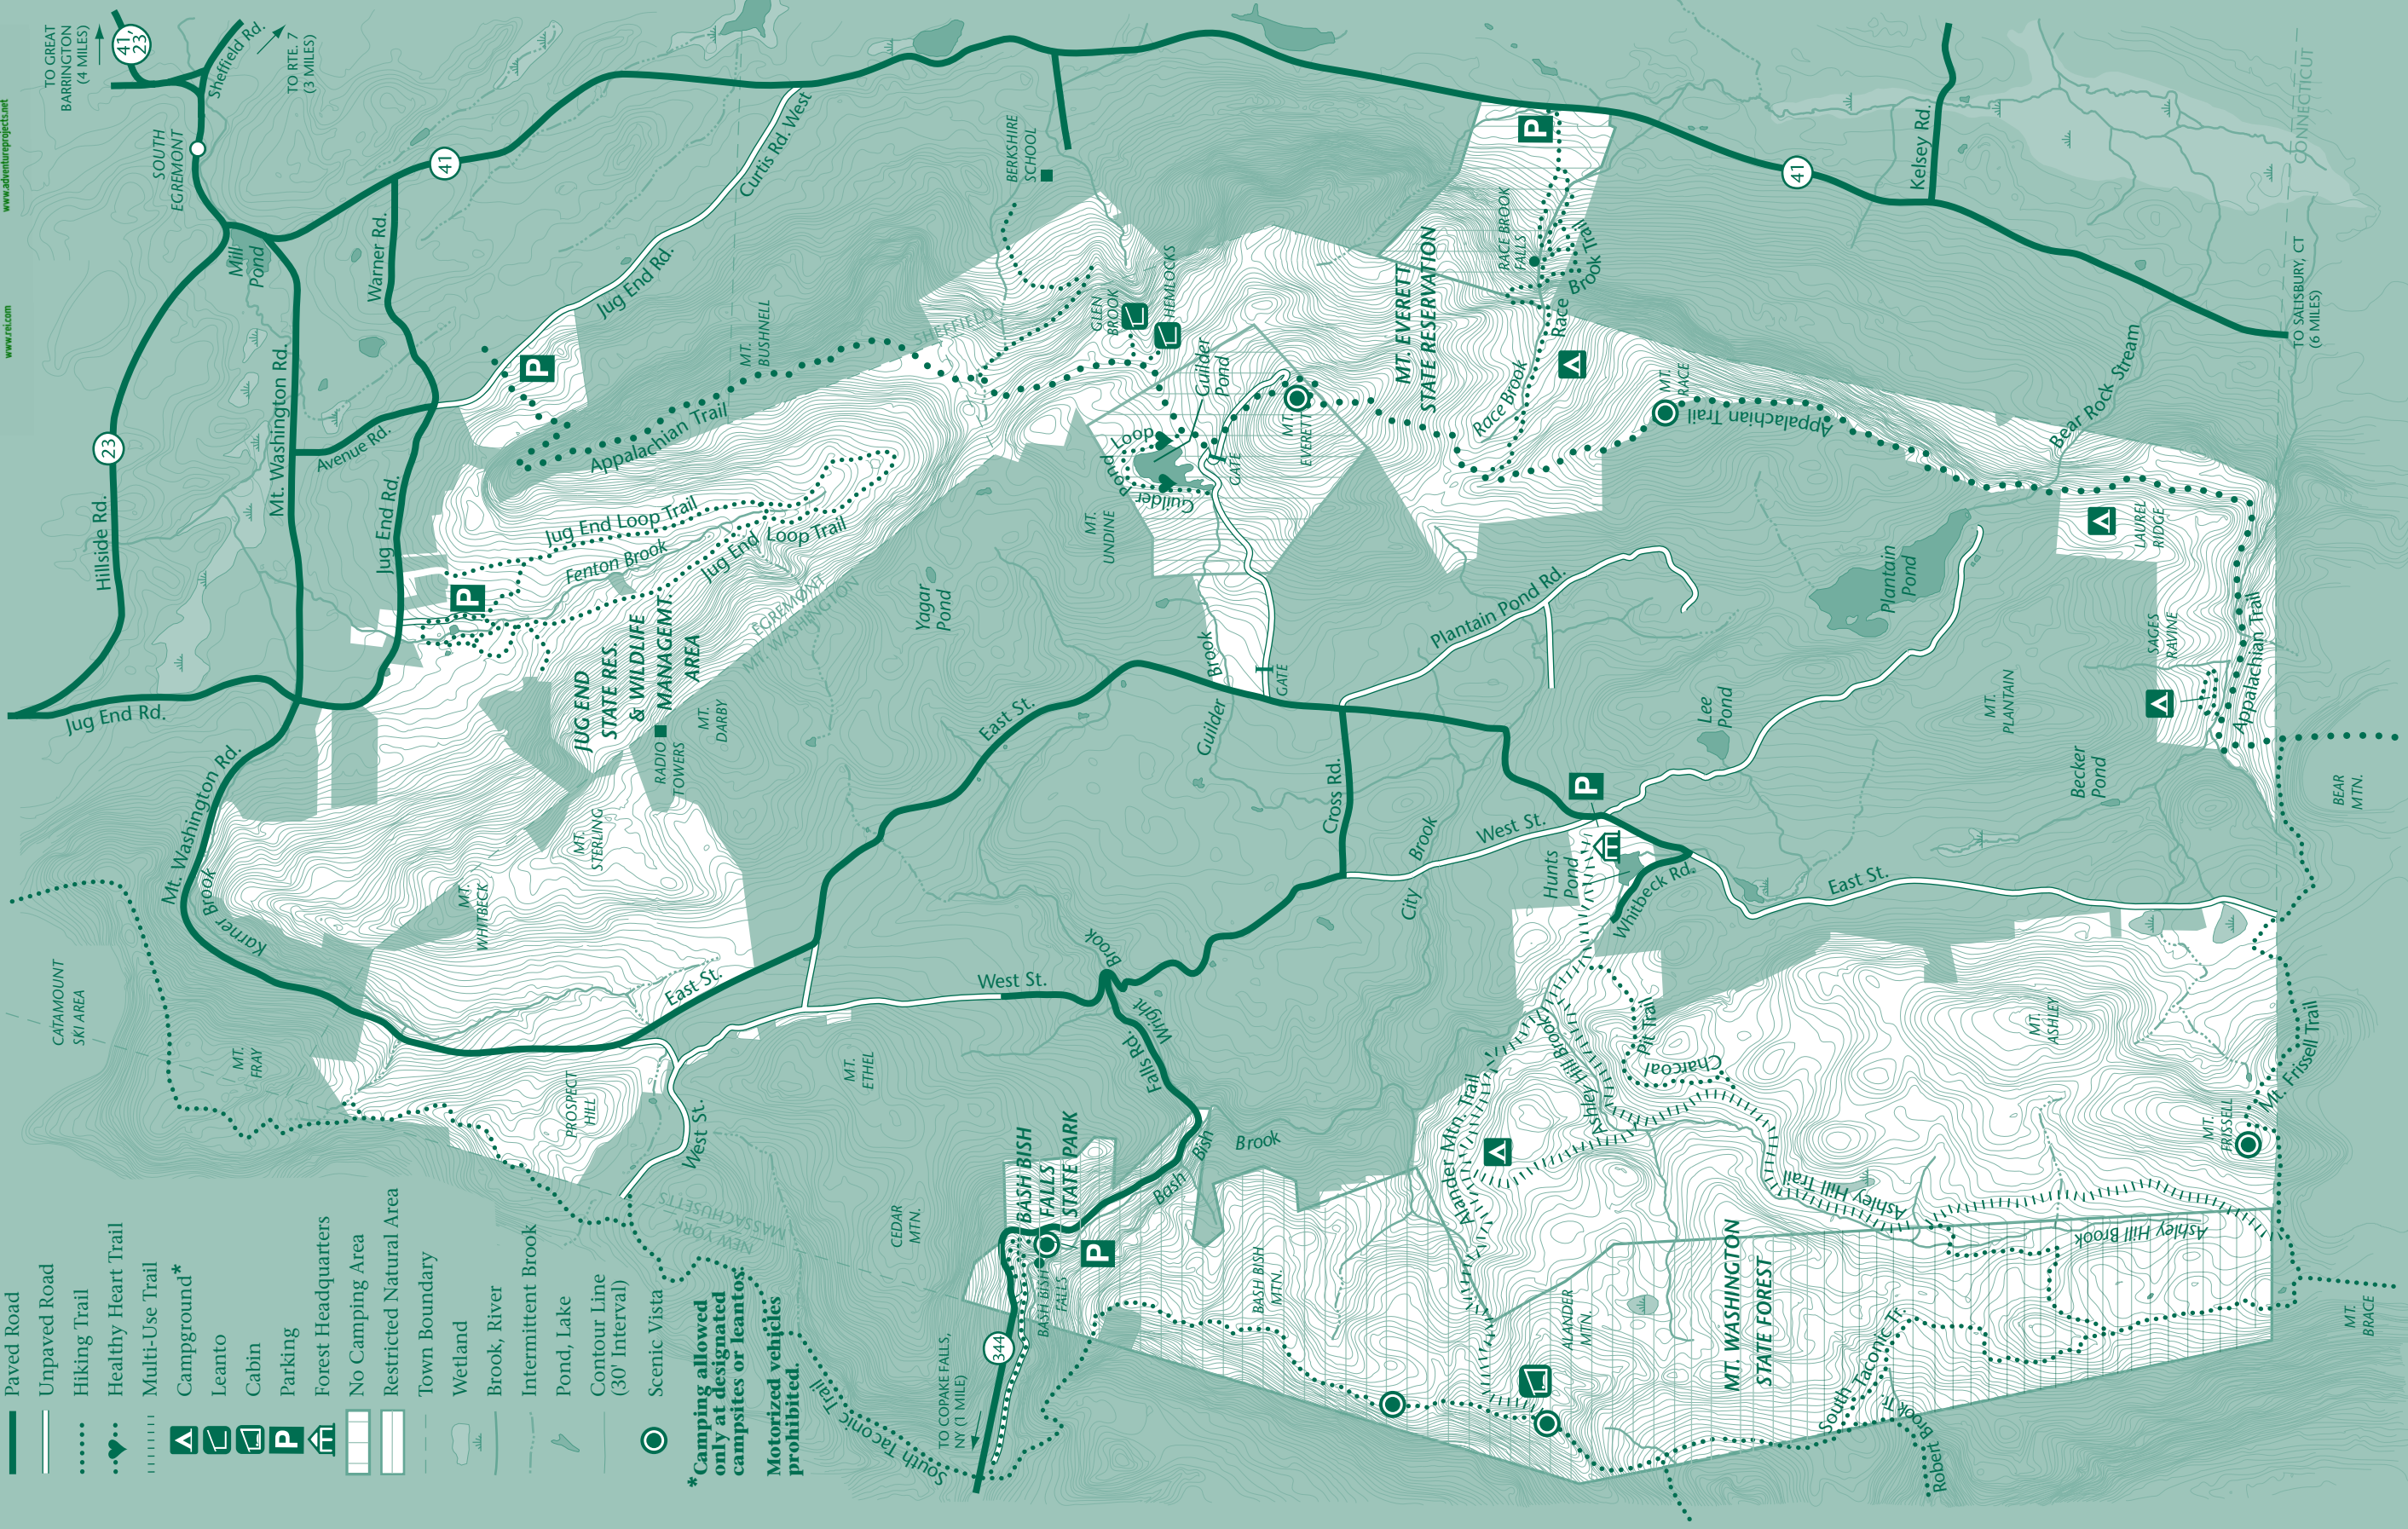 www.rei.com
www.adventureprojects.net
Paved Road
Unpaved Road
Hiking Trail
Healthy Heart Trail
Multi-Use Trail
Campground*
Leanto
Cabin
Parking
Forest Headquarters
No Camping Area
Restricted Natural Area
Town Boundary
Wetland
Brook, River
Intermittent Brook
Pond, Lake
Contour Line
(30' Interval)
Scenic Vista
*Camping allowed
only at designated
campsites or leantos.
Motorized vehicles
prohibited.
P
TO GREAT
BARRINGTON
(4 MILES)
41, 23
Sheffield Rd.
TO RTE. 7
(3 MILES)
SOUTH
EGREMONT
Mill
Pond
41
Warner Rd.
Curtis Rd. West
Jug End Rd.
Mt. Washington Rd.
Hillside Rd.
23
Avenue Rd.
Jug End Rd.
Jug End Rd.
Mt. Washington Rd.
Karner Brook
CATAMOUNT
SKI AREA
MT.
FRAY
MT.
WHITBECK
MT.
STERLING
PROSPECT
HILL
East St.
West St.
NEW YORK
MASSACHUSETTS
P
P
MT.
BUSHNELL
Appalachian Trail
Jug End Loop Trail
Fenton Brook
Jug End Loop Trail
JUG END
STATE RES.
& WILDLIFE
MANAGEMT.
AREA
RADIO
TOWERS
MT.
DARBY
EGREMONT
MT. WASHINGTON
SHEFFIELD
Yagar
Pond
East St.
West St.
MT.
ETHEL
CEDAR
MTN.
South Taconic Trail
TO COPAKE FALLS,
NY (1 MILE)
344
BERKSHIRE
SCHOOL
GLEN
BROOK
HEMLOCKS
Guilder
Pond
Guilder Pond Loop
GATE
MT.
UNDINE
MT.
EVERETT
MT. EVERETT
STATE RESERVATION
Guilder Brook
GATE
Cross Rd.
Wright Brook
Falls Rd.
BASH BISH
FALLS
STATE PARK
BASH BISH
FALLS
P
Bash Bish Brook
BASH BISH
MTN.
RACE BROOK
FALLS
P
Race Brook Trail
Race Brook
MT.
RACE
Appalachian Trail
Plantain Pond Rd.
City Brook
West St.
P
Hunts
Pond
Whitbeck Rd.
Lee
Pond
Alander Mtn. Trail
Ashley Hill Brook
Charcoal Pit Trail
ALANDER
MTN.
MT. WASHINGTON
STATE FOREST
Ashley Hill Trail
Ashley Hill Brook
South Taconic Tr.
Robert Brook Tr.
41
Kelsey Rd.
CONNECTICUT
TO SALISBURY, CT
(6 MILES)
Bear Rock Stream
Plantain
Pond
LAUREL
RIDGE
SAGES
RAVINE
Appalachian Trail
MT.
PLANTAIN
Becker
Pond
BEAR
MTN.
East St.
MT.
ASHLEY
Mt. Frissell Trail
MT.
FRISSELL
MT.
BRACE